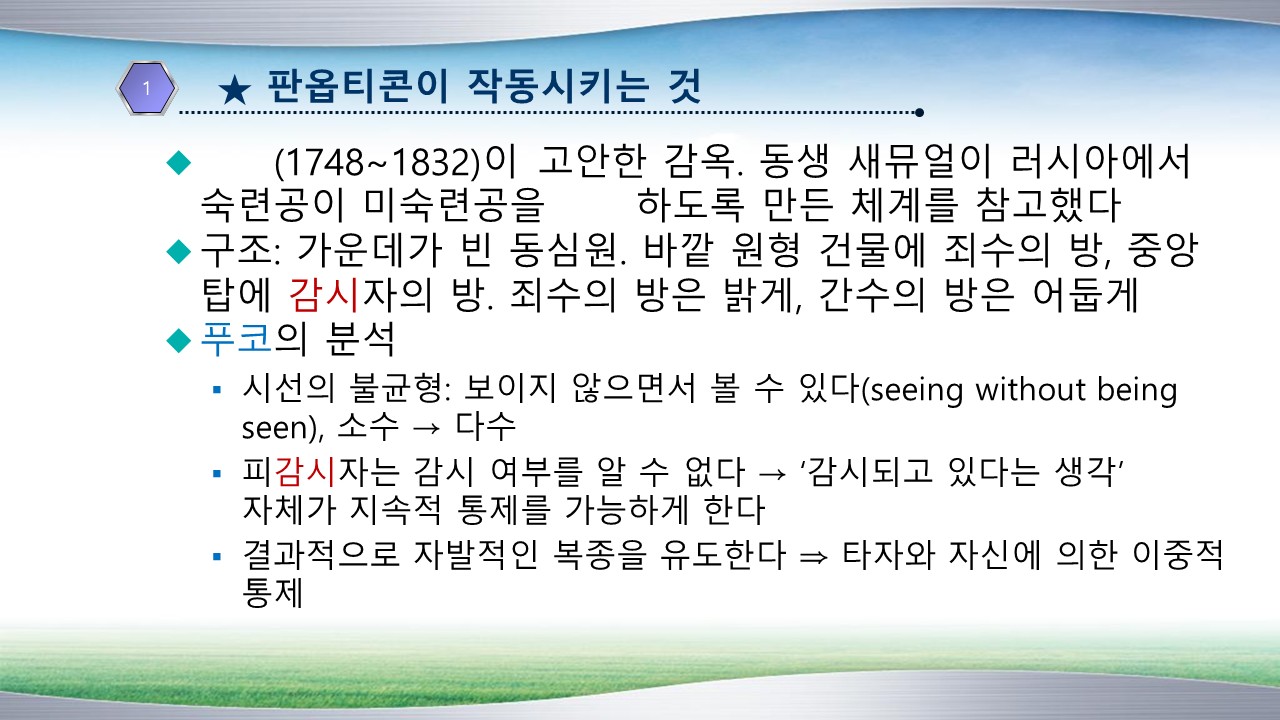 1
★ 판옵티콘이 작동시키는 것
(1748~1832)이 고안한 감옥. 동생 새뮤얼이 러시아에서
숙련공이 미숙련공을 하도록 만든 체계를 참고했다
구조: 가운데가 빈 동심원. 바깥 원형 건물에 죄수의 방, 중앙
탑에 감시자의 방. 죄수의 방은 밝게, 간수의 방은 어둡게
푸코의 분석
시선의 불균형: 보이지 않으면서 볼 수 있다(seeing without being
seen), 소수 → 다수
피감시자는 감시 여부를 알 수 없다 → ‘감시되고 있다는 생각’
자체가 지속적 통제를 가능하게 한다
결과적으로 자발적인 복종을 유도한다 ⇒ 타자와 자신에 의한 이중적
통제